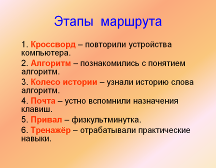 Этапы маршрута
1. Кроссворд – повторили устройства
компьютера.
2. Алгоритм – познакомились с понятием
алгоритм.
3. Колесо истории – узнали историю слова
алгоритм.
4. Почта – устно вспомнили назначения
клавиш.
5. Привал – физкультминутка.
6. Тренажёр – отрабатывали практические
навыки.